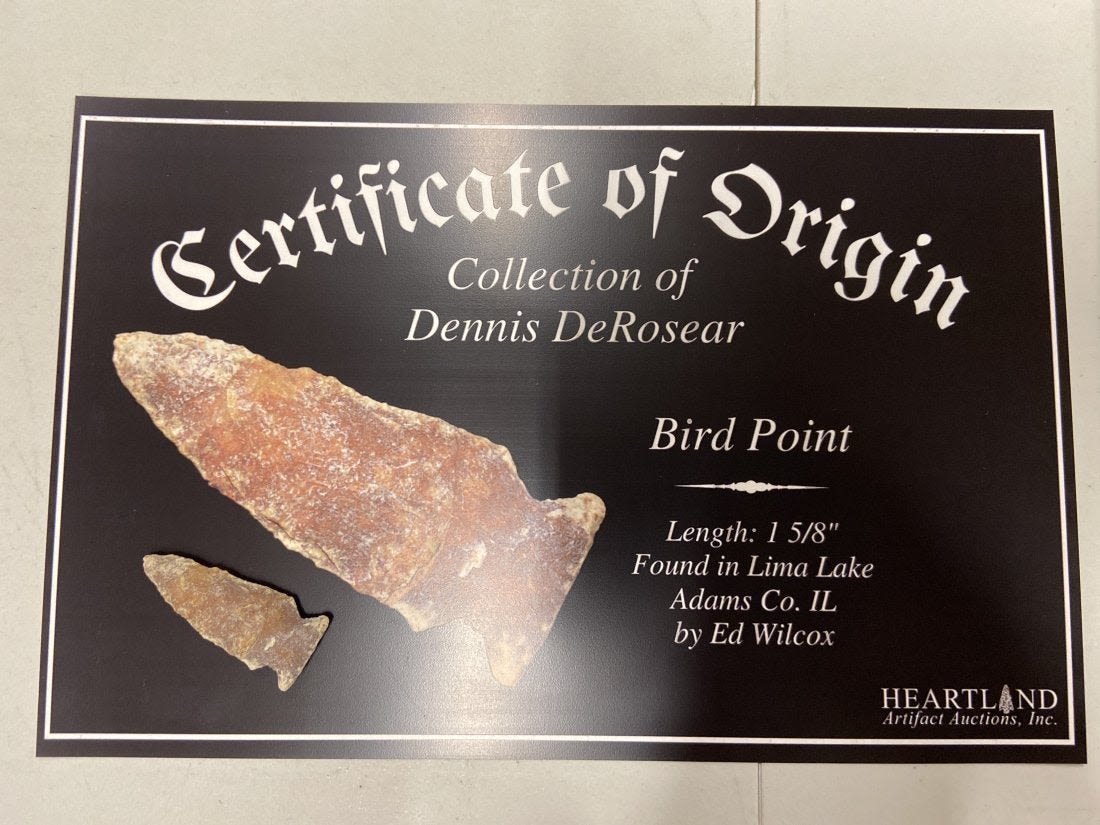 Certificate of Origin
Collection of
Dennis DeRosear
Bird Point
Length: 1 5/8"
Found in Lima Lake
Adams Co. IL
by Ed Wilcox
HEARTLAND
Artifact Auctions, Inc.